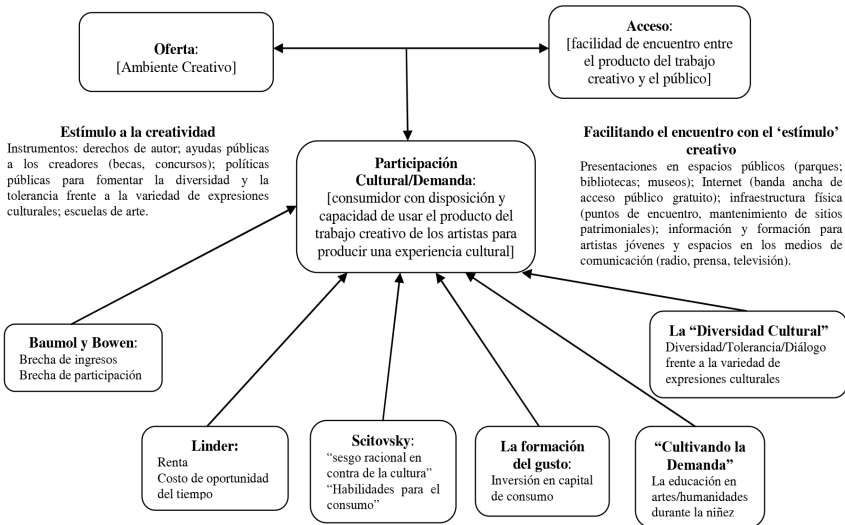 Oferta:
[Ambiente Creativo]
Acceso:
[facilidad de encuentro entre
el producto del trabajo
creativo y el público]
Estímulo a la creatividad
Instrumentos: derechos de autor; ayudas públicas
a los creadores (becas, concursos); políticas
públicas para fomentar la diversidad y la
tolerancia frente a la variedad de expresiones
culturales; escuelas de arte.
Participación
Cultural/Demanda:
[consumidor con disposición y
capacidad de usar el producto del
trabajo creativo de los artistas para
producir una experiencia cultural]
Facilitando el encuentro con el ‘estímulo’
creativo
Presentaciones en espacios públicos (parques;
bibliotecas; museos); Internet (banda ancha de
acceso público gratuito); infraestructura física
(puntos de encuentro, mantenimiento de sitios
patrimoniales); información y formación para
artistas jóvenes y espacios en los medios de
comunicación (radio, prensa, televisión).
Baumol y Bowen:
Brecha de ingresos
Brecha de participación
La “Diversidad Cultural”
Diversidad/Tolerancia/Diálogo
frente a la variedad de
expresiones culturales
Linder:
Renta
Costo de oportunidad
del tiempo
Scitovsky:
“sesgo racional en
contra de la cultura”
“Habilidades para el
consumo”
La formación
del gusto:
Inversión en capital
de consumo
“Cultivando la
Demanda”
La educación en
artes/humanidades
durante la niñez